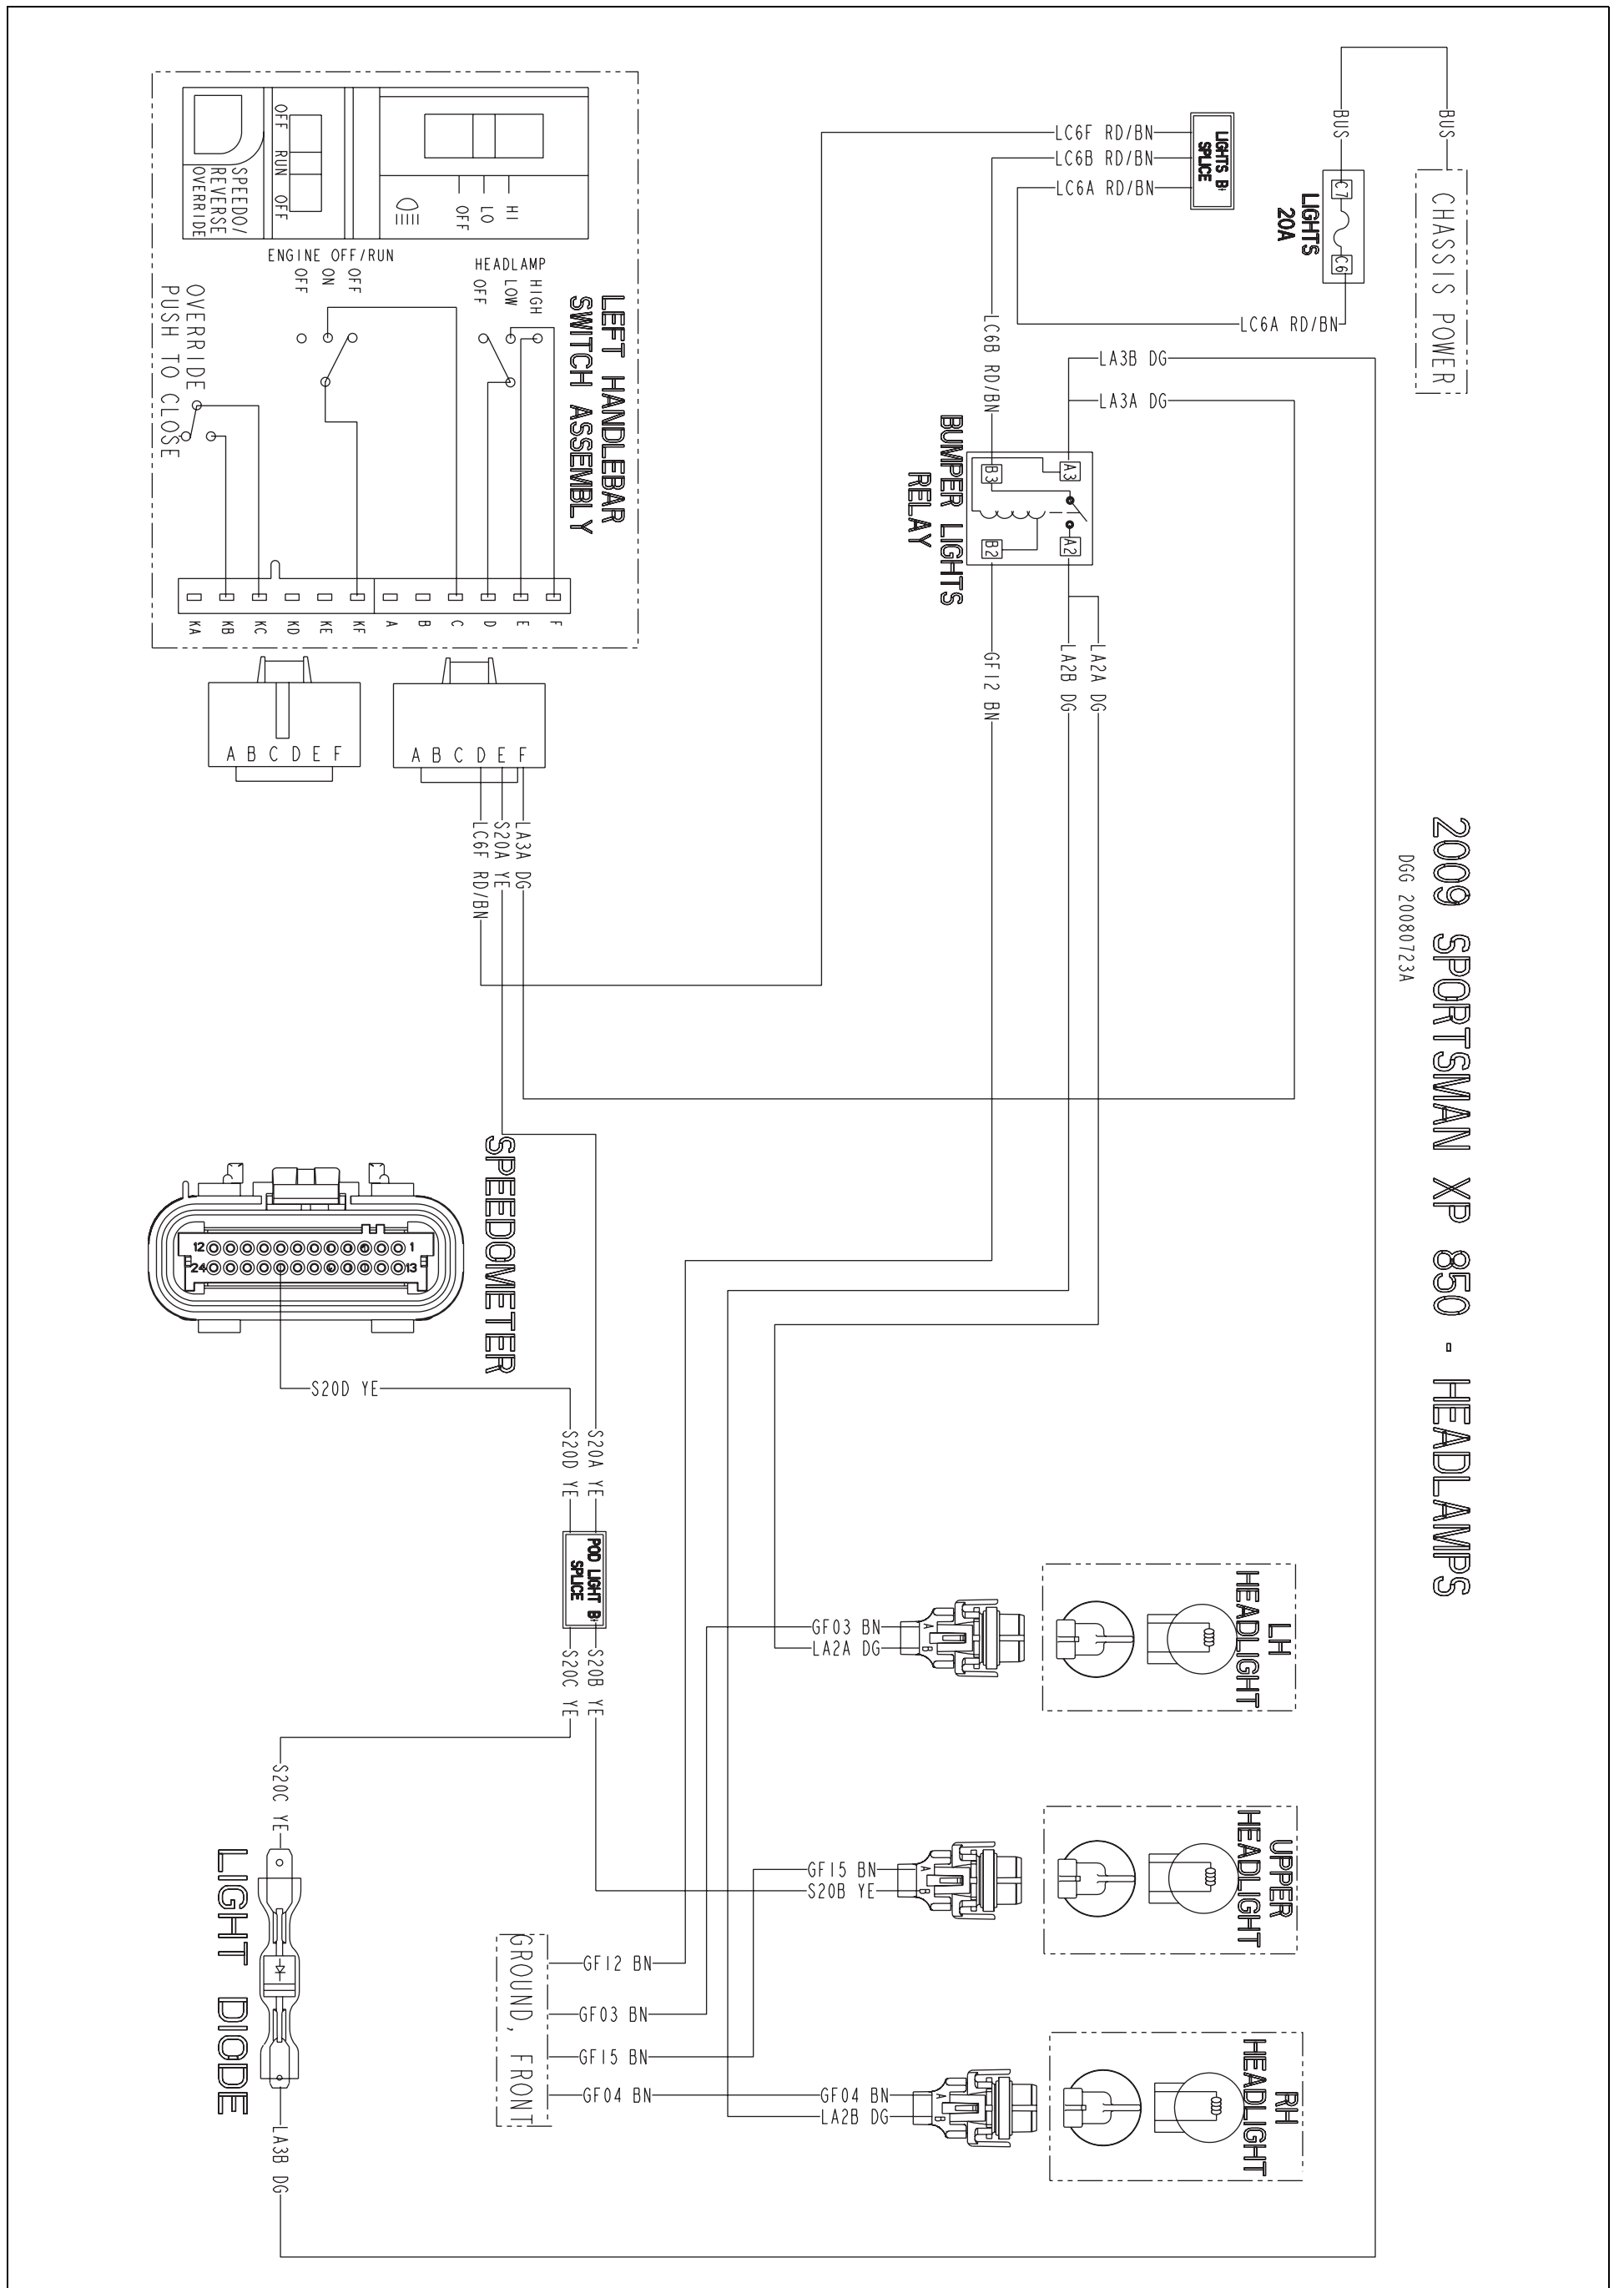 2009 SPORTSMAN XP 850 - HEADLAMPS
DGG 20080723A
BUS
BUS
CHASSIS POWER
C7
C6
LIGHTS
20A
LIGHTS B+
SPLICE
LC6F RD/BN
LC6B RD/BN
LC6A RD/BN
LC6A RD/BN
LC6B RD/BN
LA3B DG
LA3A DG
BUMPER LIGHTS
RELAY
B3
A3
B2
A2
GF12 BN
LA2B DG
LA2A DG
OFF RUN OFF
SPEEDO/
REVERSE
OVERRIDE
HI
LO
OFF
ENGINE OFF/RUN
OFF
ON
OFF
HEADLAMP
HIGH
LOW
OFF
LEFT HANDLEBAR
SWITCH ASSEMBLY
OVERRIDE
PUSH TO CLOSE
KA
KB
KC
KD
KE
KF
A
B
C
D
E
F
A B C D E F
A B C D E F
LC6F RD/BN
S20A YE
LA3A DG
SPEEDOMETER
12
1
24
13
S20D YE
S20D YE
S20A YE
POD LIGHT B+
SPLICE
S20C YE
S20B YE
S20C YE
LIGHT DIODE
LA3B DG
GF03 BN
LA2A DG
A
B
LH
HEADLIGHT
GF15 BN
S20B YE
A
B
UPPER
HEADLIGHT
GROUND, FRONT
GF12 BN
GF03 BN
GF15 BN
GF04 BN
GF04 BN
LA2B DG
A
B
RH
HEADLIGHT